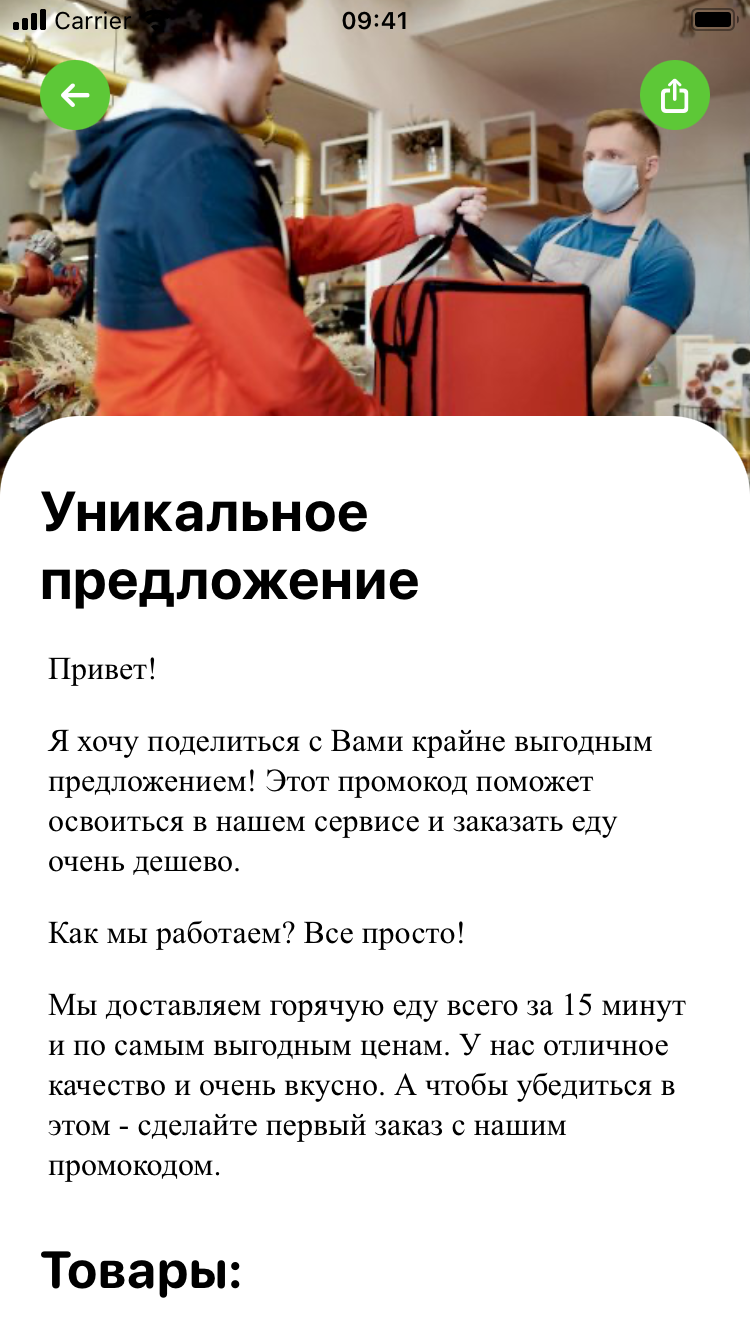 Carrier 09:41
Уникальное
предложение
Привет!
Я хочу поделиться с Вами крайне выгодным
предложением! Этот промокод поможет
освоиться в нашем сервисе и заказать еду
очень дешево.
Как мы работаем? Все просто!
Мы доставляем горячую еду всего за 15 минут
и по самым выгодным ценам. У нас отличное
качество и очень вкусно. А чтобы убедиться в
этом - сделайте первый заказ с нашим
промокодом.
Товары: